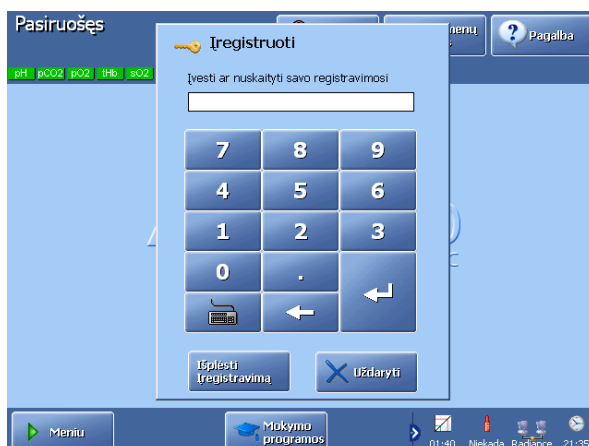 Pasiruošęs
enų
Pagalba
pH pCO2 pO2 tHb sO2
Įregistruoti
Įvesti ar nuskaityti savo registravimosi
7 8 9
4 5 6
1 2 3
0 .
Išplėsti
Įregistravimą
Uždaryti
Meniu
Mokymo
programos
01:40 Niekada Radiance 21:35